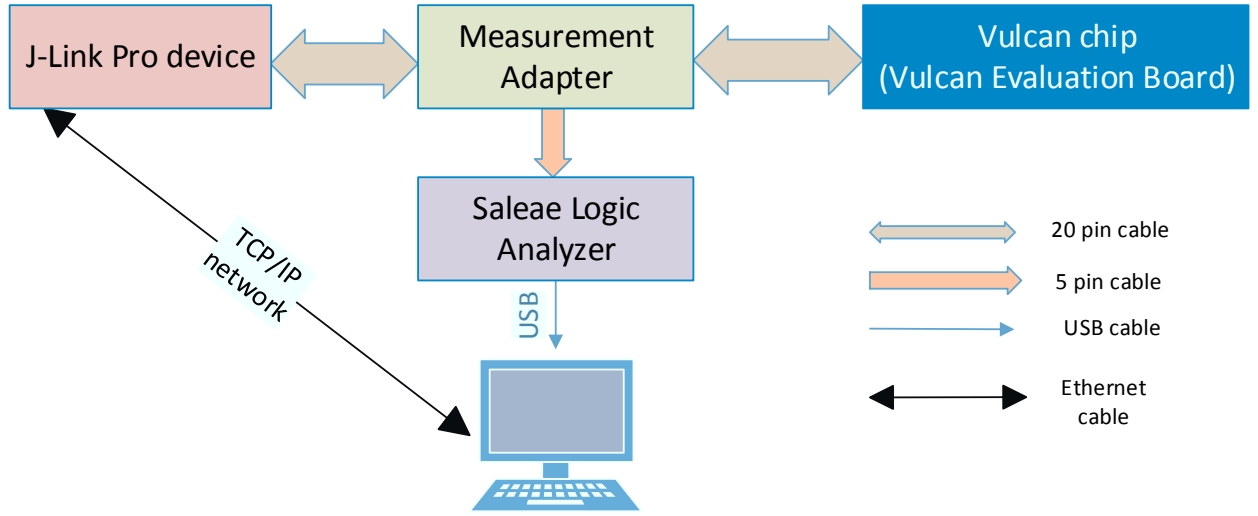 J-Link Pro device
Measurement
Adapter
Vulcan chip
(Vulcan Evaluation Board)
Saleae Logic
Analyzer
TCP/IP
network
USB
20 pin cable
5 pin cable
USB cable
Ethernet
cable